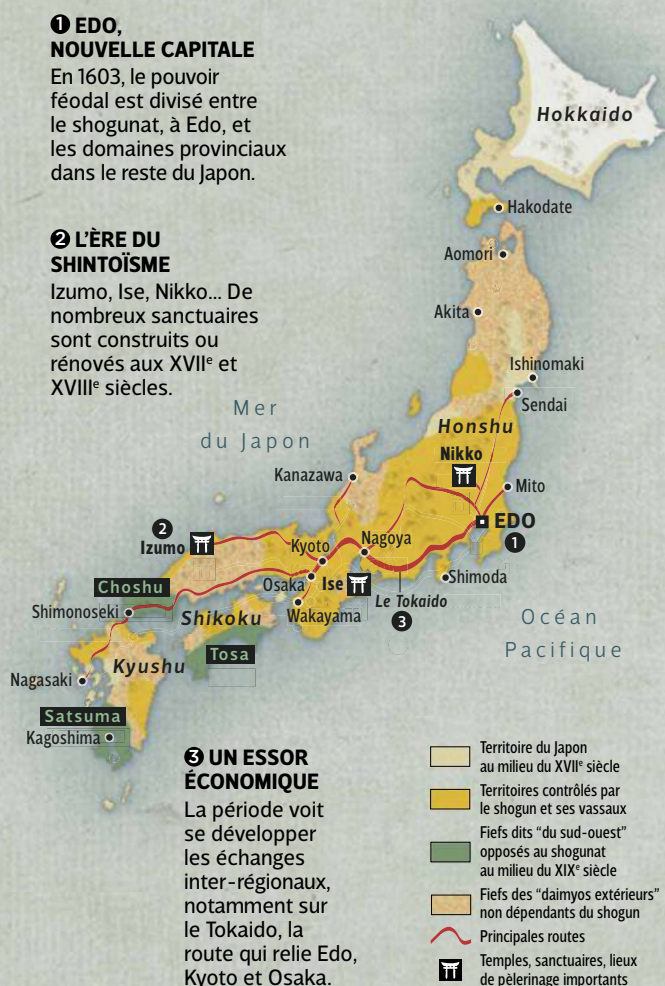 ❶ EDO,
NOUVELLE CAPITALE
En 1603, le pouvoir
féodal est divisé entre
le shogunat, à Edo, et
les domaines provinciaux
dans le reste du Japon.
❷ L'ÈRE DU
SHINTOÏSME
Izumo, Ise, Nikko... De
nombreux sanctuaires
sont construits ou
rénovés aux XVIIe et
XVIIIe siècles.
Hokkaido
Hakodate
Aomori
Akita
Ishinomaki
Sendai
Mer
du Japon
Honshu
Nikko
Kanazawa
Mito
EDO
❶
❷
Izumo
Kyoto
Nagoya
Osaka
Ise
Shimoda
Le Tokaido
❸
Choshu
Shimonoseki
Shikoku
Wakayama
Océan
Pacifique
Tosa
Kyushu
Nagasaki
Satsuma
Kagoshima
❸ UN ESSOR
ÉCONOMIQUE
La période voit
se développer
les échanges
inter-régionaux,
notamment sur
le Tokaido, la
route qui relie Edo,
Kyoto et Osaka.
Territoire du Japon
au milieu du XVIIe siècle
Territoires contrôlés par
le shogun et ses vassaux
Fiefs dits "du sud-ouest"
opposés au shogunat
au milieu du XIXe siècle
Fiefs des "daimyos extérieurs"
non dépendants du shogun
Principales routes
Temples, sanctuaires, lieux
de pèlerinage importants